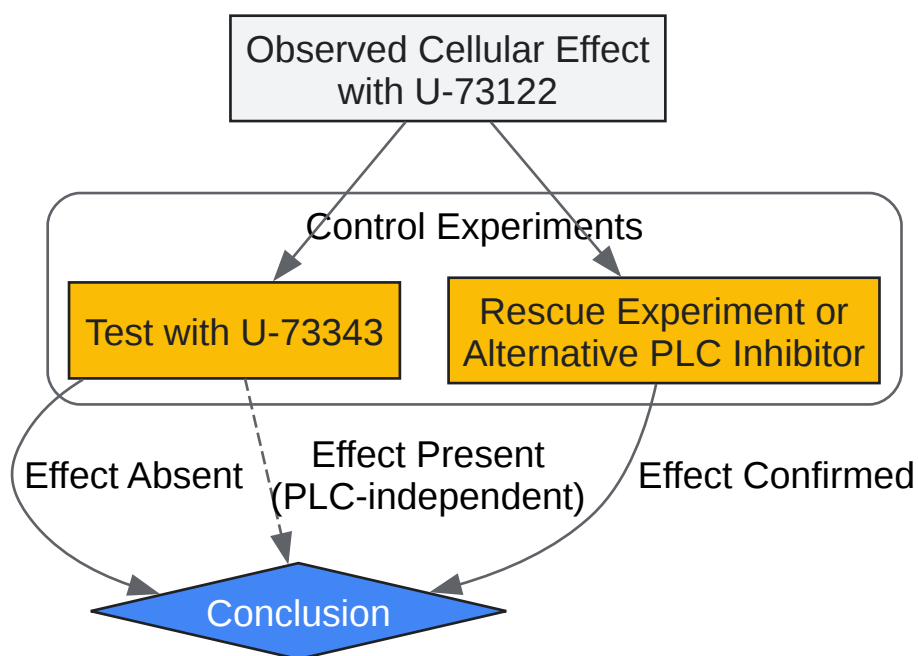 Observed Cellular Effect
with U-73122
Control Experiments
Test with U-73343
Rescue Experiment or
Alternative PLC Inhibitor
Effect Absent
Effect Present
(PLC-independent)
Effect Confirmed
Conclusion